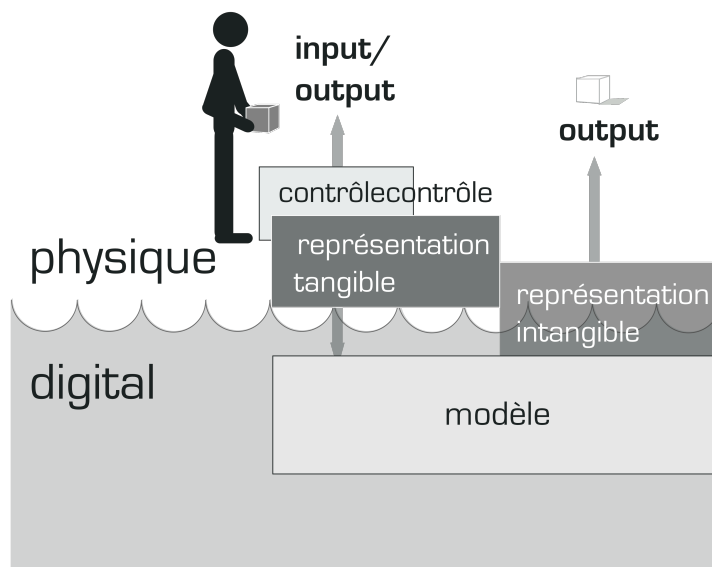 input/
output
output
contrôlecontrôle
représentation
tangible
physique
représentation
intangible
digital
modèle